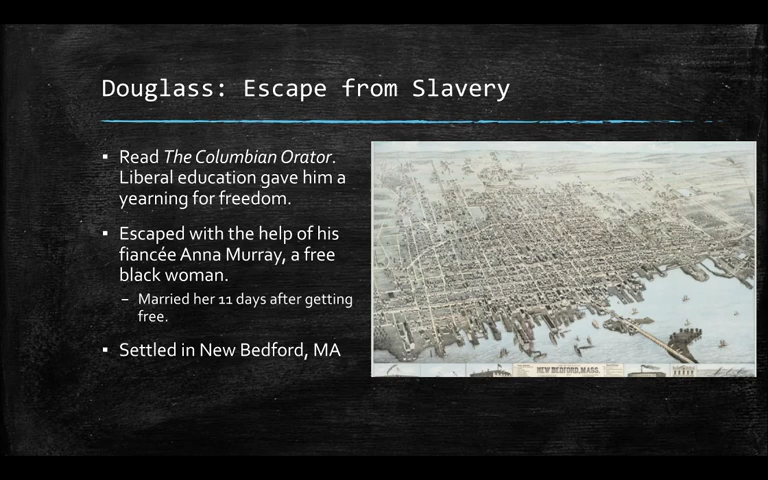 Douglass: Escape from Slavery
▪ Read The Columbian Orator.
Liberal education gave him a
yearning for freedom.
▪ Escaped with the help of his
fiancée Anna Murray, a free
black woman.
– Married her 11 days after getting
free.
▪ Settled in New Bedford, MA
NEW BEDFORD, MASS.